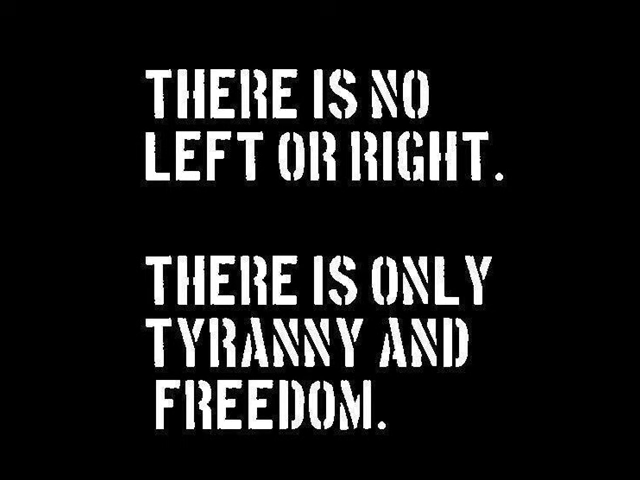 THERE IS NO
LEFT OR RIGHT.
THERE IS ONLY
TYRANNY AND
FREEDOM.